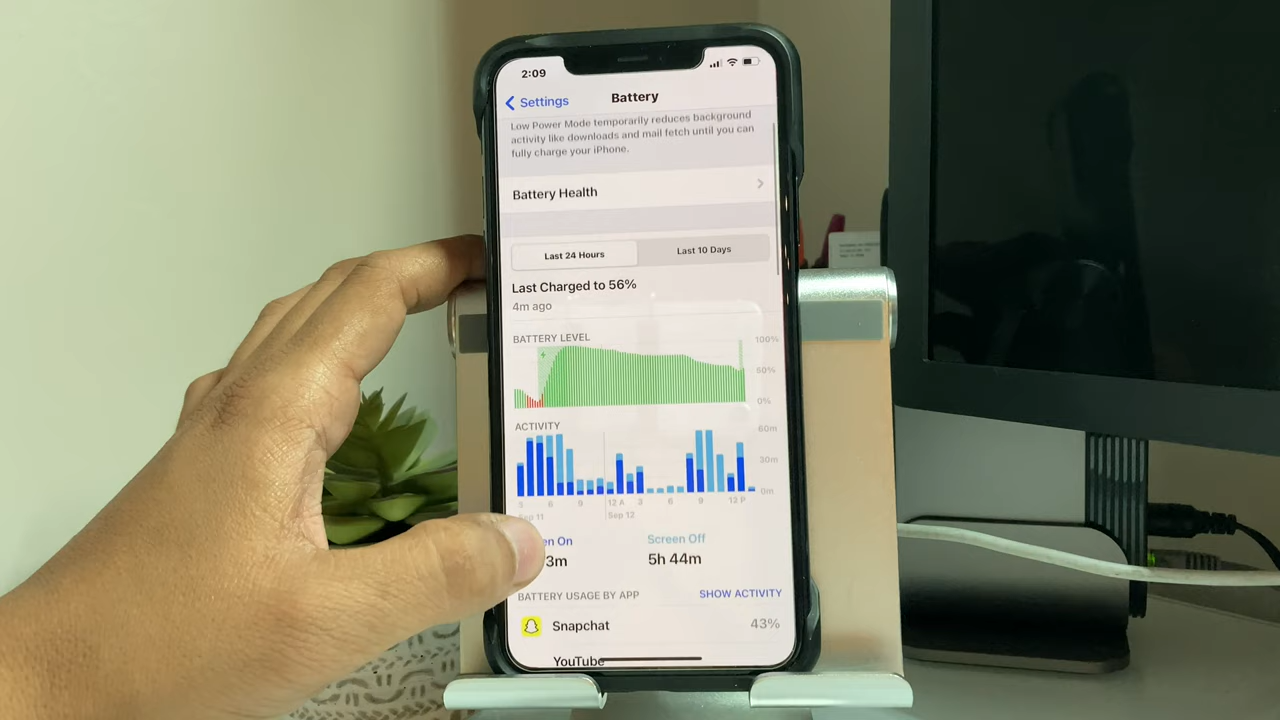 2:09
Settings
Battery
Low Power Mode temporarily reduces background
activity like downloads and mail fetch until you can
fully charge your iPhone.
Battery Health
Last 24 Hours
Last 10 Days
Last Charged to 56%
4m ago
BATTERY LEVEL
100%
+
50%
0%
ACTIVITY
60m
30m
0m
3 6 9 12 A 3 6 9 12 P
Sep 11 Sep 12
en On
Screen Off
3m
5h 44m
BATTERY USAGE BY APP
SHOW ACTIVITY
Snapchat
43%
YouTube